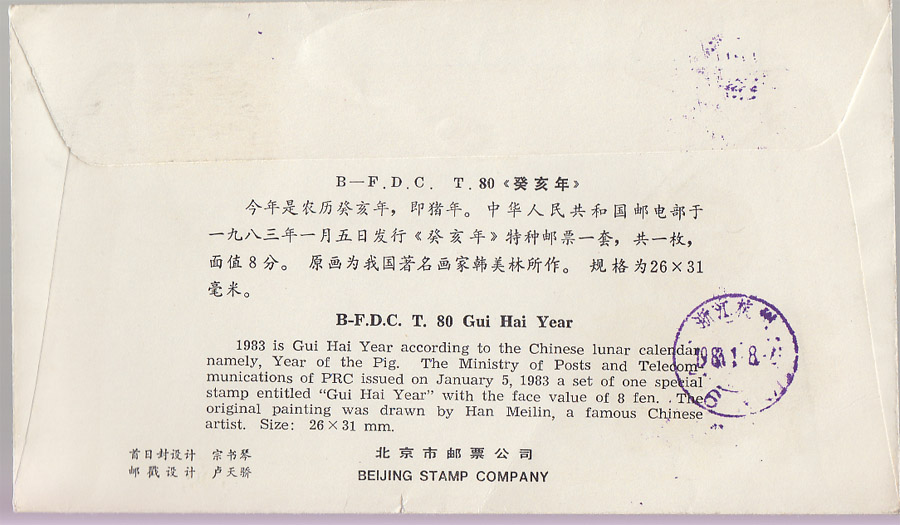 B—F.D.C. T.80《癸亥年》
今年是农历癸亥年，即猪年。中华人民共和国邮电部于
一九八三年一月五日发行《癸亥年》特种邮票一套，共一枚，
面值8分。 原画为我国著名画家韩美林所作。 规格为26×31
毫米。
B-F.D.C. T. 80 Gui Hai Year
1983 is Gui Hai Year according to the Chinese lunar calendar,
namely, Year of the Pig. The Ministry of Posts and Telecom-
munications of PRC issued on January 5, 1983 a set of one special
stamp entitled “Gui Hai Year” with the face value of 8 fen. The
original painting was drawn by Han Meilin, a famous Chinese
artist. Size: 26×31 mm.
浙江杭
1983.1.8
首日封设计 宗书琴
邮戳设计 卢天骄
北京市邮票公司
BEIJING STAMP COMPANY